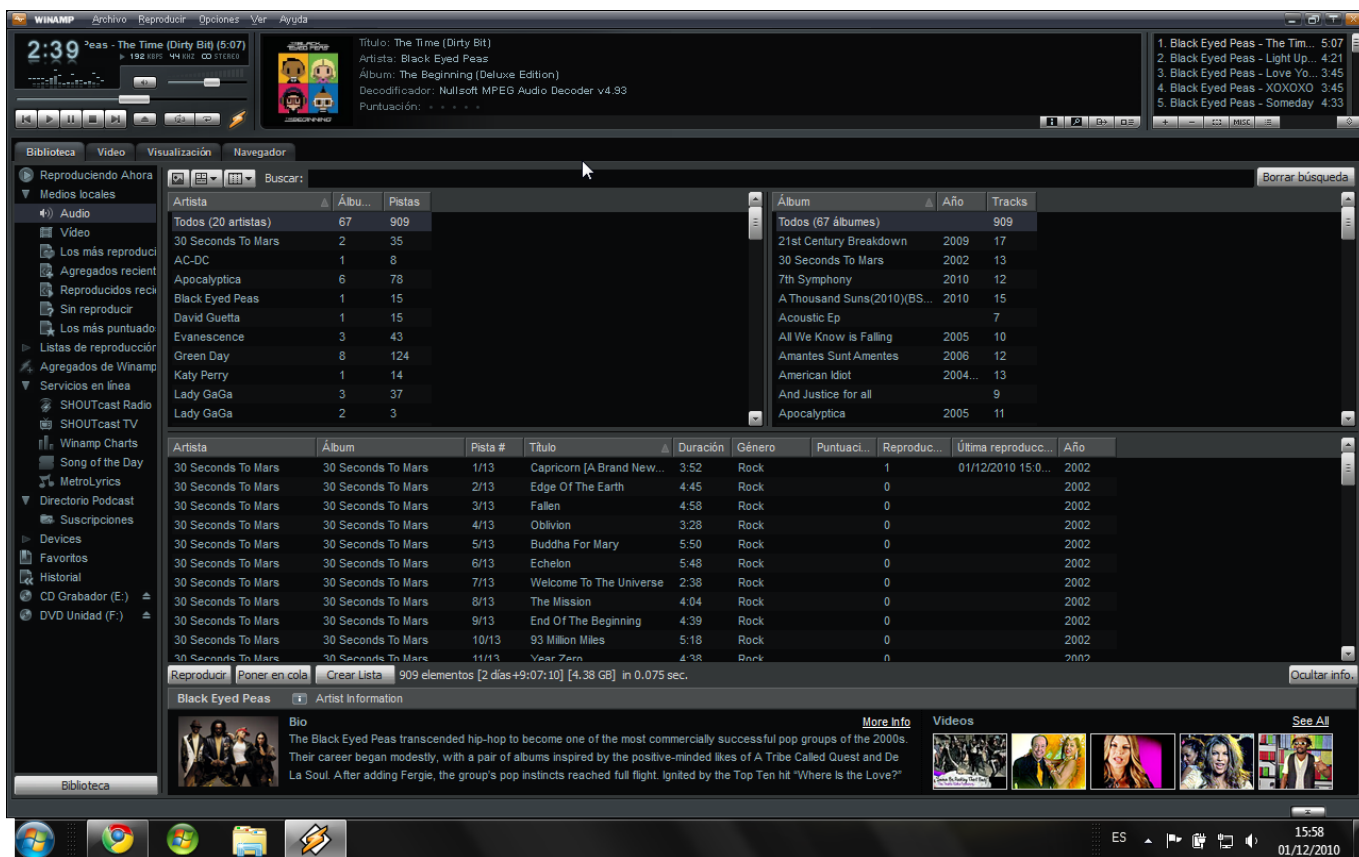 WINAMP Archivo Reproducir Opciones Ver Ayuda
2:39 Peas - The Time (Dirty Bit) (5:07)
192 KBPS 44 KHZ STEREO
Título: The Time (Dirty Bit)
Artista: Black Eyed Peas
Álbum: The Beginning (Deluxe Edition)
Decodificador: Nullsoft MPEG Audio Decoder v4.93
Puntuación:
1. Black Eyed Peas - The Tim... 5:07
2. Black Eyed Peas - Light Up... 4:21
3. Black Eyed Peas - Love Yo... 3:45
4. Black Eyed Peas - XOXOXO 3:45
5. Black Eyed Peas - Someday 4:33
MISC
Biblioteca Video Visualización Navegador
Reproduciendo Ahora
Medios locales
Audio
Vídeo
Los más reproduci
Agregados recient
Reproducidos reci
Sin reproducir
Los más puntuado
Listas de reproducción
Agregados de Winamp
Servicios en línea
SHOUTcast Radio
SHOUTcast TV
Winamp Charts
Song of the Day
MetroLyrics
Directorio Podcast
Suscripciones
Devices
Favoritos
Historial
CD Grabador (E:)
DVD Unidad (F:)
Biblioteca
Buscar: Borrar búsqueda
Artista Álbu... Pistas
Todos (20 artistas) 67 909
30 Seconds To Mars 2 35
AC-DC 1 8
Apocalyptica 6 78
Black Eyed Peas 1 15
David Guetta 1 15
Evanescence 3 43
Green Day 8 124
Katy Perry 1 14
Lady GaGa 3 37
Lady GaGa 2 3
Álbum Año Tracks
Todos (67 álbumes) 909
21st Century Breakdown 2009 17
30 Seconds To Mars 2002 13
7th Symphony 2010 12
A Thousand Suns(2010)(BS... 2010 15
Acoustic Ep 7
All We Know is Falling 2005 10
Amantes Sunt Amentes 2006 12
American Idiot 2004... 13
And Justice for all 9
Apocalyptica 2005 11
Artista Álbum Pista # Título Duración Género Puntuaci... Reproduc... Última reproducc... Año
30 Seconds To Mars 30 Seconds To Mars 1/13 Capricorn [A Brand New... 3:52 Rock 1 01/12/2010 15:0... 2002
30 Seconds To Mars 30 Seconds To Mars 2/13 Edge Of The Earth 4:45 Rock 0 2002
30 Seconds To Mars 30 Seconds To Mars 3/13 Fallen 4:58 Rock 0 2002
30 Seconds To Mars 30 Seconds To Mars 4/13 Oblivion 3:28 Rock 0 2002
30 Seconds To Mars 30 Seconds To Mars 5/13 Buddha For Mary 5:50 Rock 0 2002
30 Seconds To Mars 30 Seconds To Mars 6/13 Echelon 5:48 Rock 0 2002
30 Seconds To Mars 30 Seconds To Mars 7/13 Welcome To The Universe 2:38 Rock 0 2002
30 Seconds To Mars 30 Seconds To Mars 8/13 The Mission 4:04 Rock 0 2002
30 Seconds To Mars 30 Seconds To Mars 9/13 End Of The Beginning 4:39 Rock 0 2002
30 Seconds To Mars 30 Seconds To Mars 10/13 93 Million Miles 5:18 Rock 0 2002
30 Seconds To Mars 30 Seconds To Mars 11/13 Year Zero 4:38 Rock 0 2002
Reproducir Poner en cola Crear Lista 909 elementos [2 días+9:07:10] [4.38 GB] in 0.075 sec. Ocultar info.
Black Eyed Peas Artist Information
Bio More Info
The Black Eyed Peas transcended hip-hop to become one of the most commercially successful pop groups of the 2000s.
Their career began modestly, with a pair of albums inspired by the positive-minded likes of A Tribe Called Quest and De
La Soul. After adding Fergie, the group's pop instincts reached full flight. Ignited by the Top Ten hit "Where Is the Love?"
Videos See All
ES 15:58
01/12/2010